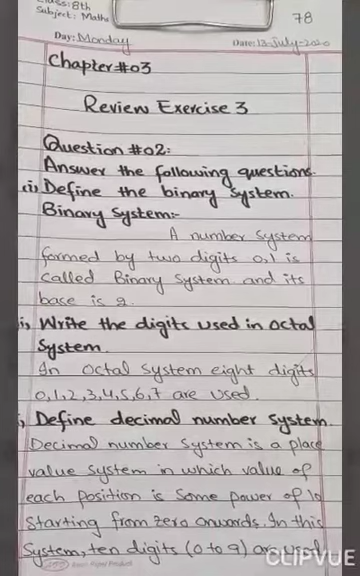 Class: 8th
Subject: Maths
78
Day: Monday Date: 13-July-2020
Chapter #03
Review Exercise 3
Question #02:
Answer the following questions.
(i) Define the binary system.
Binary System:-
A number system
formed by two digits 0,1 is
called Binary system and its
base is 2.
ii, Write the digits used in octal
system.
In octal system eight digits
0,1,2,3,4,5,6,7 are used.
i, Define decimal number system.
Decimal number system is a place
value system in which value of
each position is some power of 10
starting from zero onwards. In this
system, ten digits (0 to 9) are used
Product
CLIPVUE